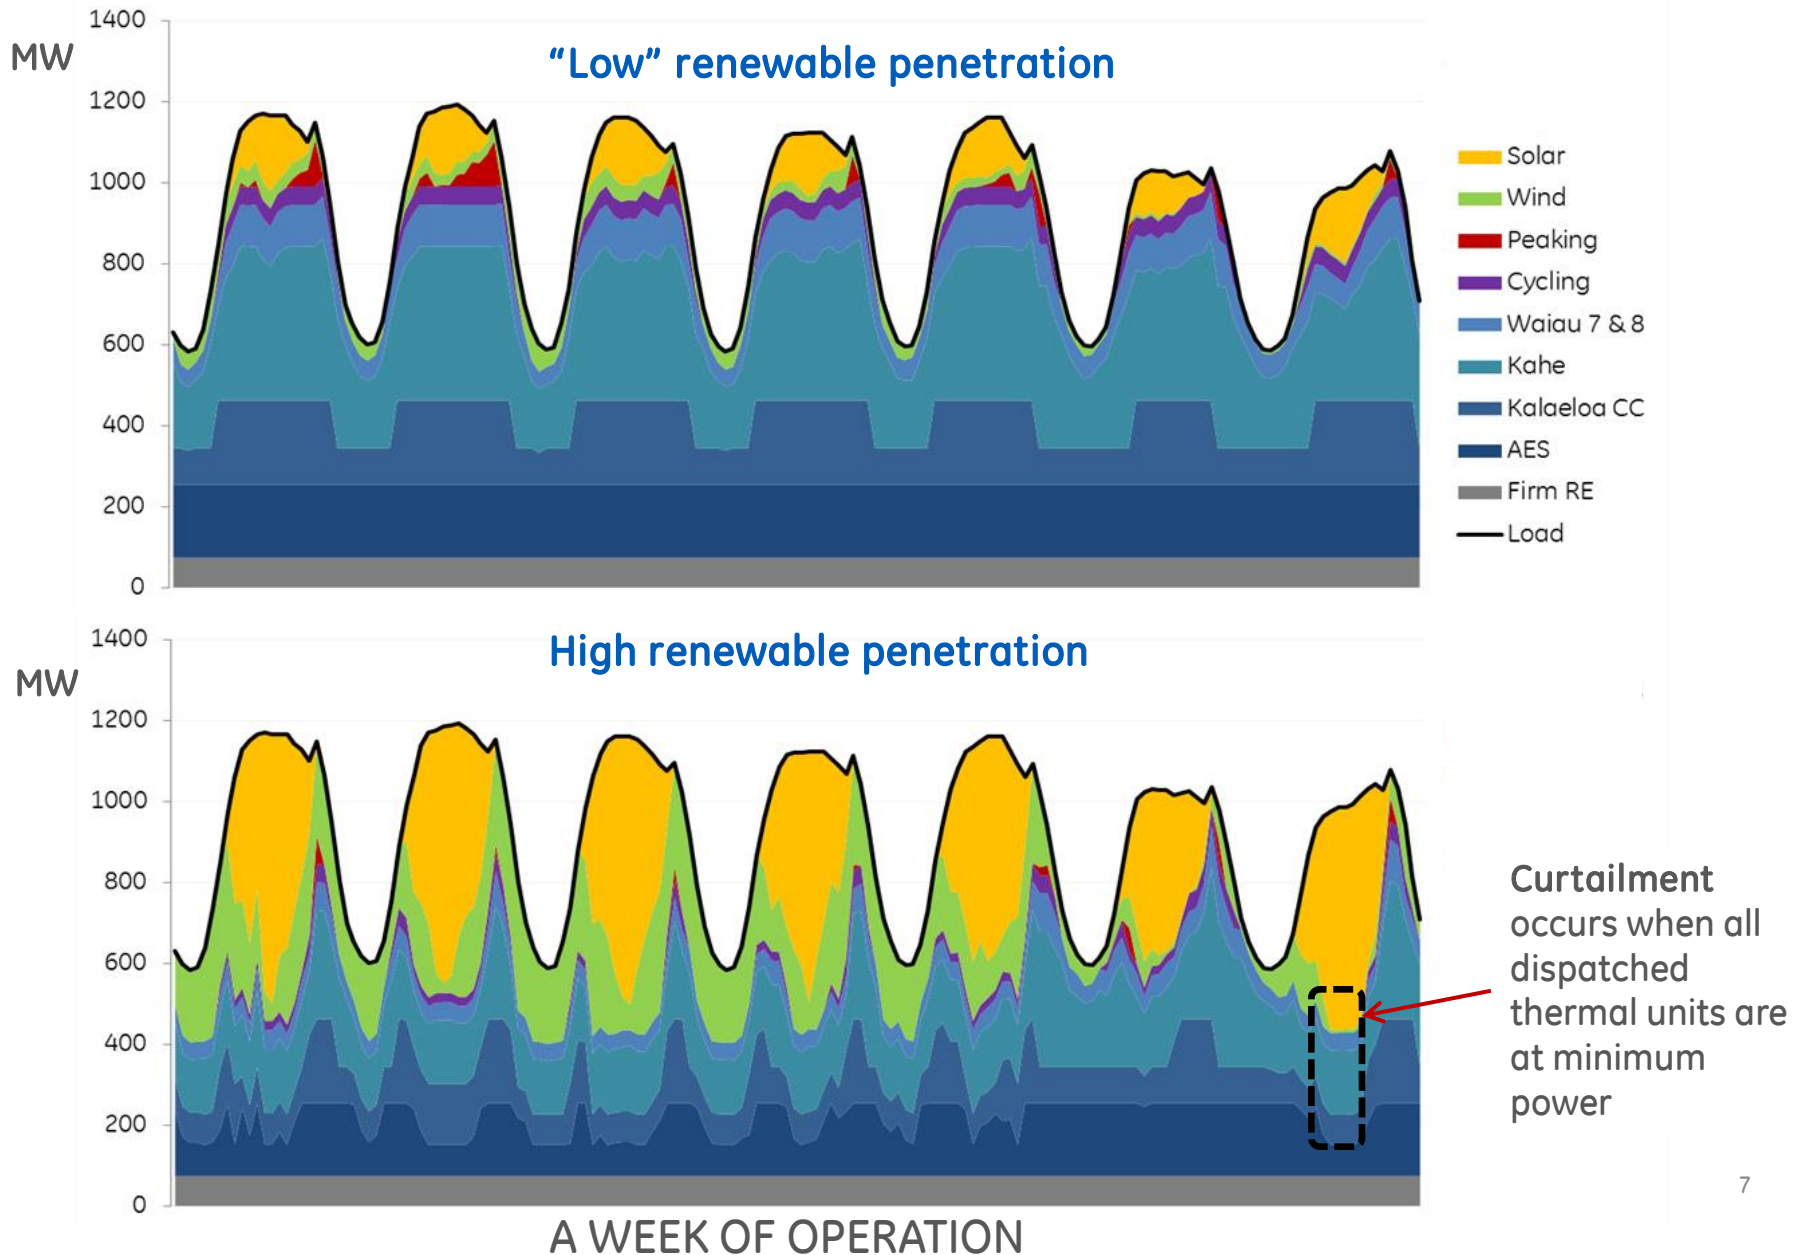 1400
MW
“Low” renewable penetration
1200
1000
800
600
400
200
0
Solar
Wind
Peaking
Cycling
Waiau 7 & 8
Kahe
Kalaeloa CC
AES
Firm RE
Load
1400
High renewable penetration
MW
1200
1000
800
600
400
200
0
Curtailment
occurs when all
dispatched
thermal units are
at minimum
power
7
A WEEK OF OPERATION